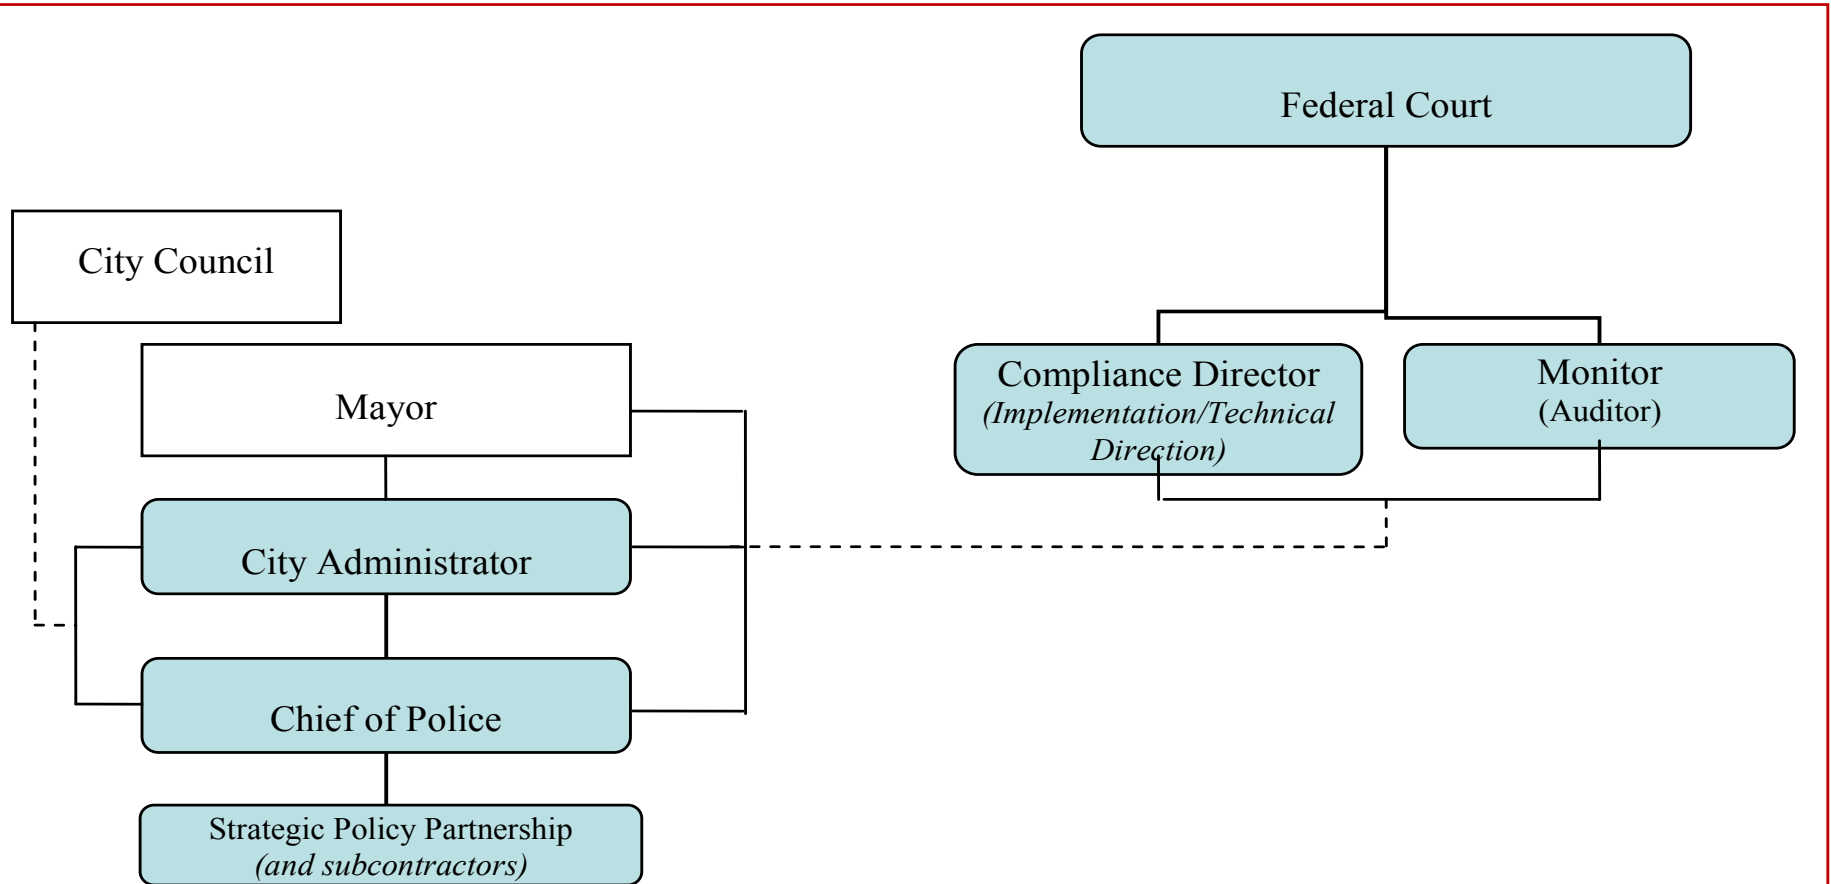 Federal Court
City Council
Mayor
Compliance Director
(Implementation/Technical
Direction)
Monitor
(Auditor)
City Administrator
Chief of Police
Strategic Policy Partnership
(and subcontractors)